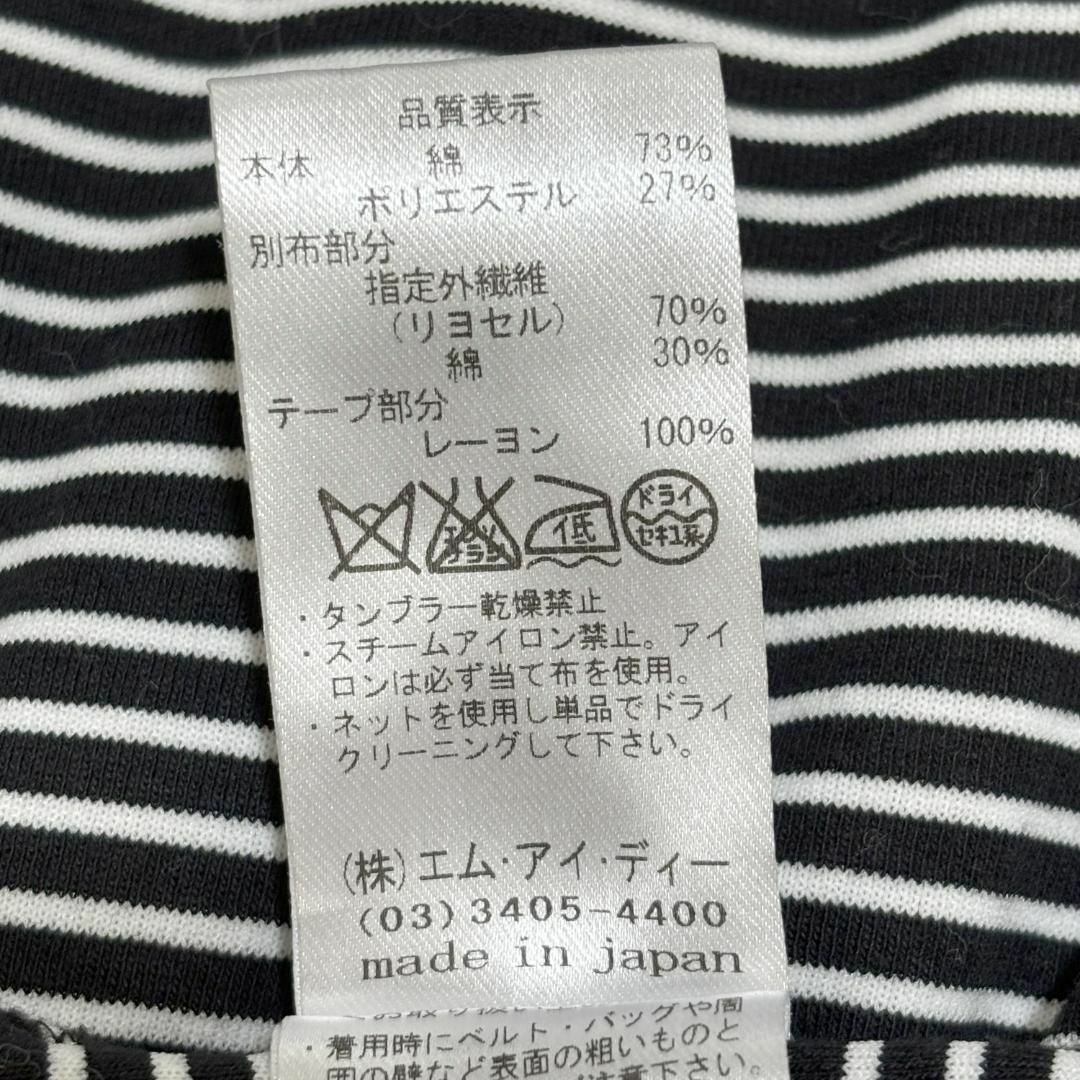 品質表示
本体 綿 73%
ポリエステル 27%
別布部分
指定外繊維
(リヨセル) 70%
綿 30%
テープ部分
レーヨン 100%
低
ドライ
セキユ系
・タンブラー乾燥禁止
・スチームアイロン禁止。アイ
ロンは必ず当て布を使用。
・ネットを使用し単品でドライ
クリーニングして下さい。
(株)エム・アイ・ディー
(03)3405-4400
made in japan
・着用時にベルト・バッグや周
囲の壁など表面の粗いものと